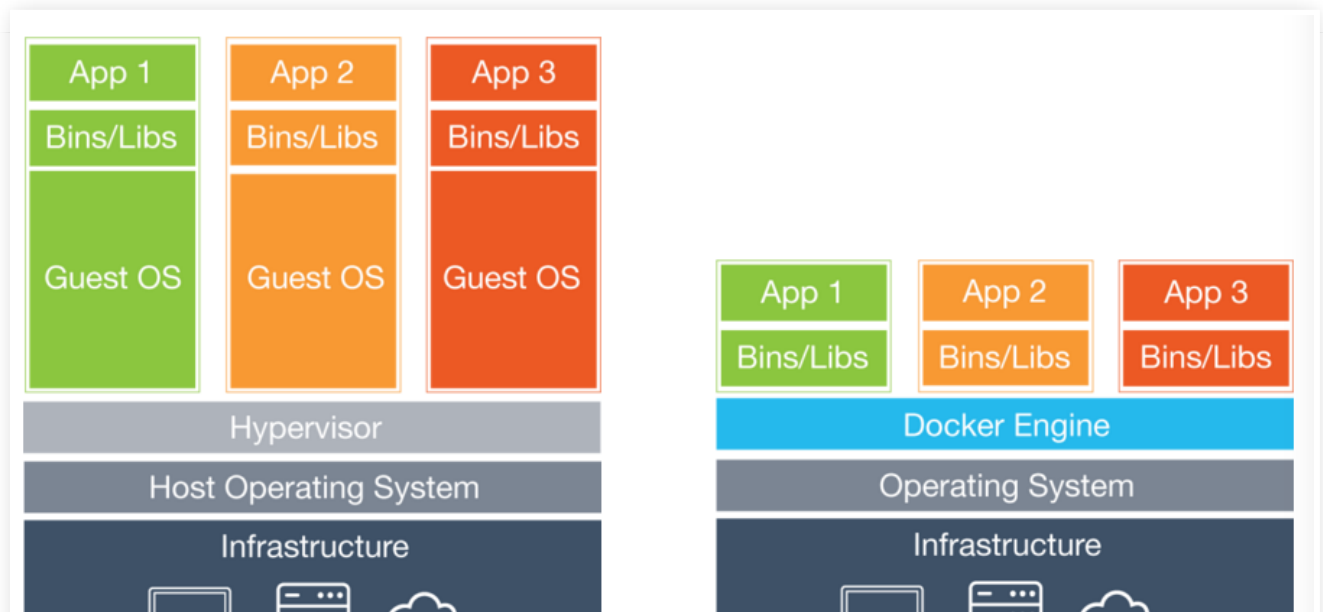 App 1
App 2
App 3
Bins/Libs
Bins/Libs
Bins/Libs
Guest OS
Guest OS
Guest OS
Hypervisor
Host Operating System
Infrastructure
App 1
App 2
App 3
Bins/Libs
Bins/Libs
Bins/Libs
Docker Engine
Operating System
Infrastructure